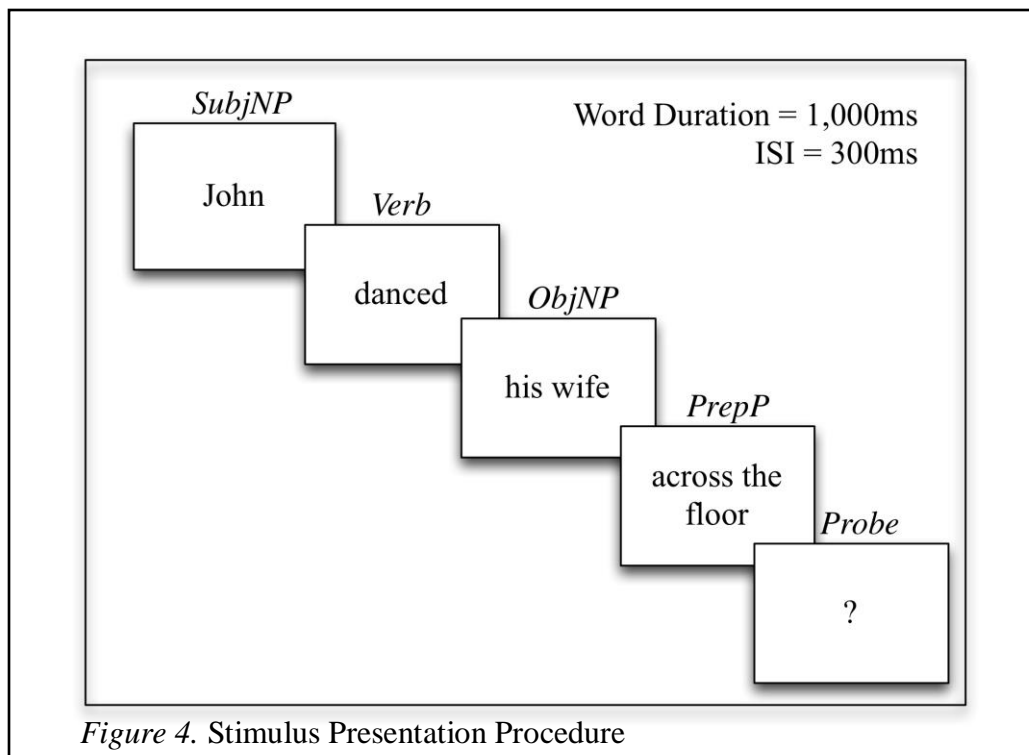 SubjNP
Word Duration = 1,000ms
ISI = 300ms
John
Verb
danced
ObjNP
his wife
PrepP
across the
floor
Probe
?
Figure 4. Stimulus Presentation Procedure